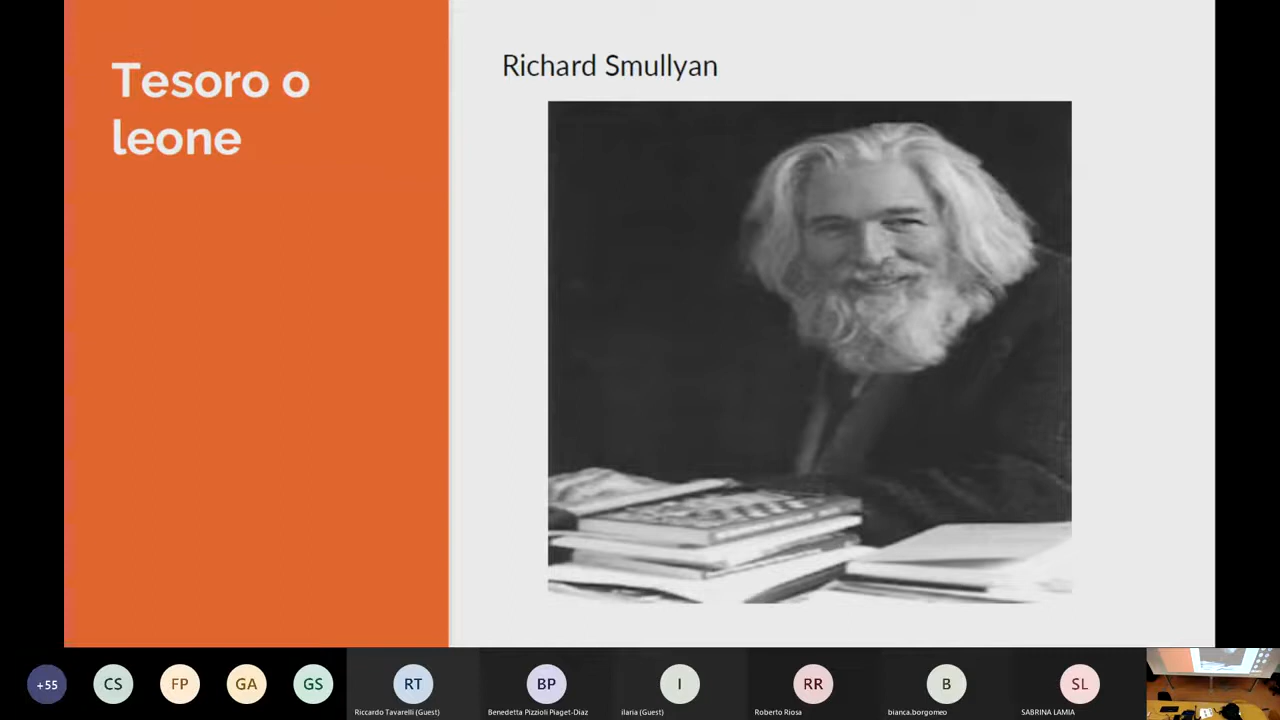 Tesoro o
leone
Richard Smullyan
+55
CS
FP
GA
GS
RT
BP
I
RR
B
SL
Riccardo Tavarelli (Guest)
Benedetta Pizzioli Piaget-Diaz
ilaria (Guest)
Roberto Riosa
bianca.borgomeo
SABRINA LAMIA